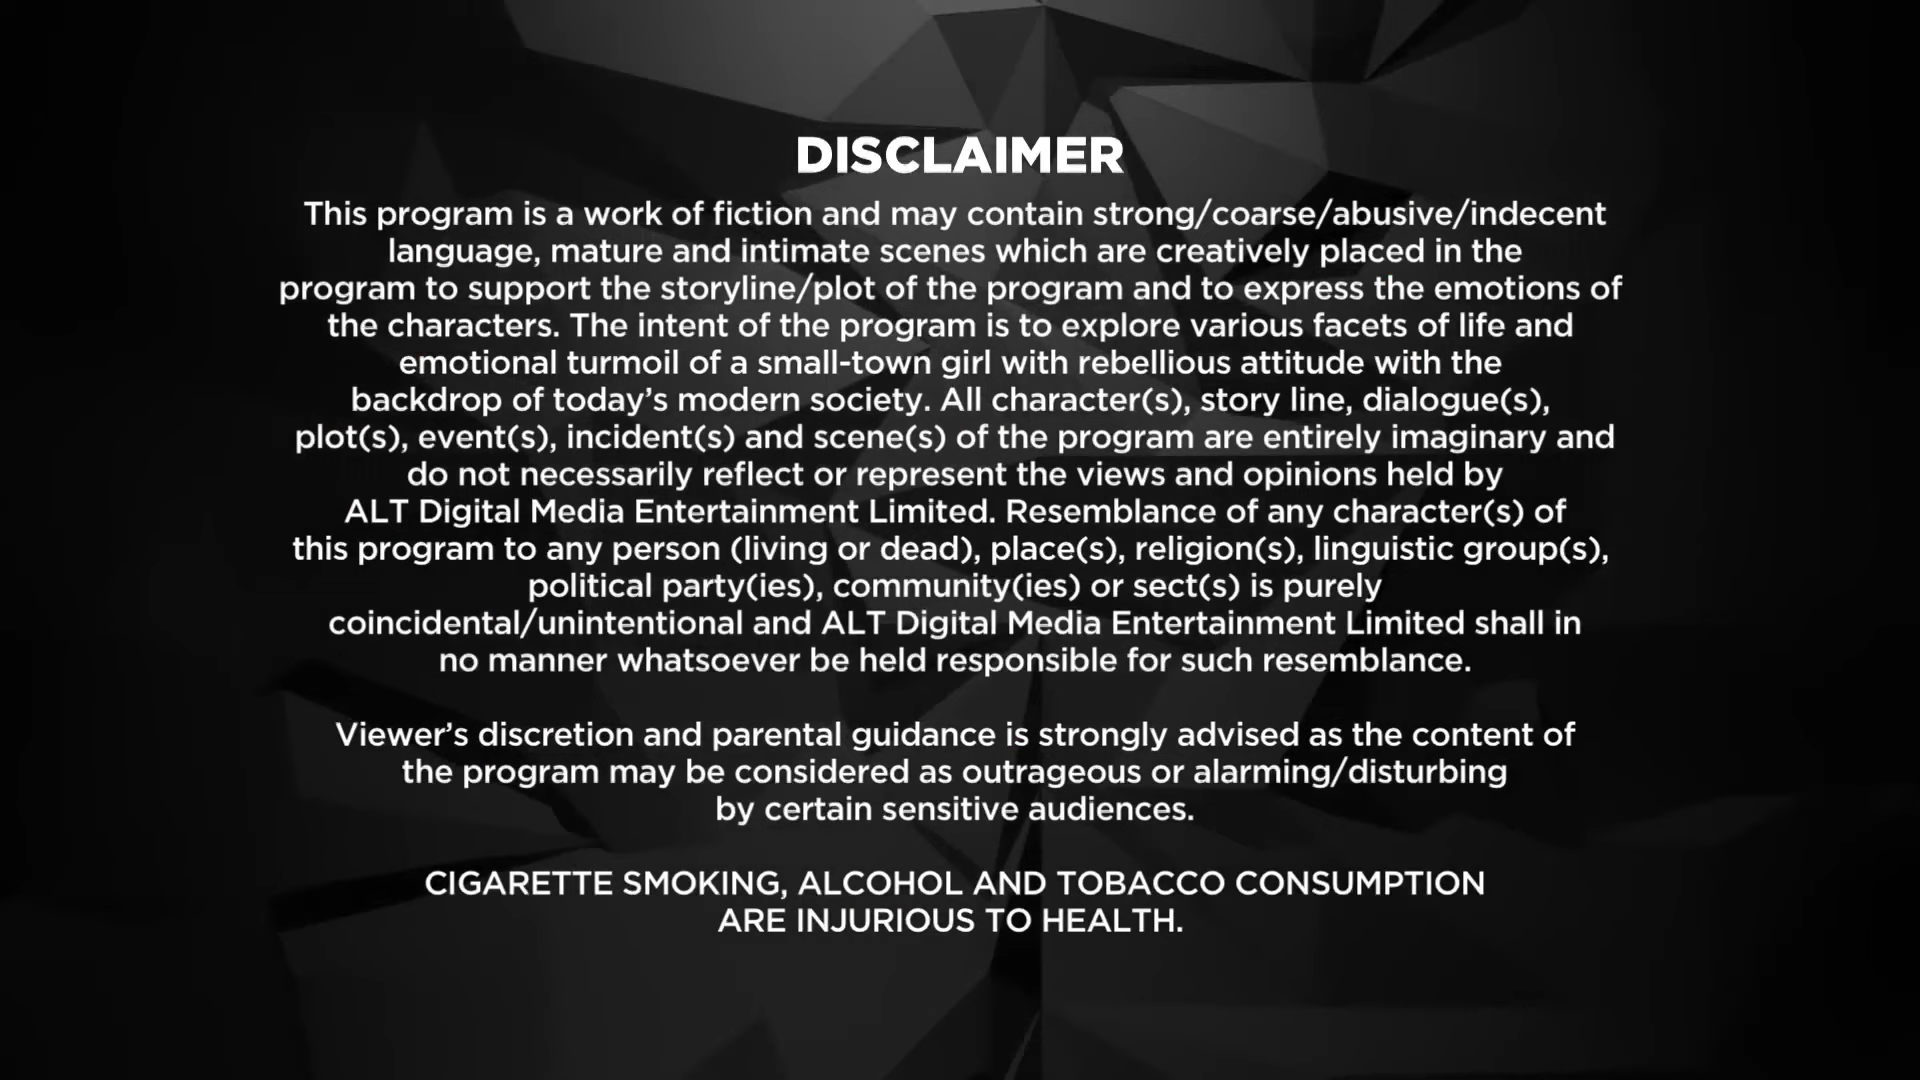 DISCLAIMER
This program is a work of fiction and may contain strong/coarse/abusive/indecent
language, mature and intimate scenes which are creatively placed in the
program to support the storyline/plot of the program and to express the emotions of
the characters. The intent of the program is to explore various facets of life and
emotional turmoil of a small-town girl with rebellious attitude with the
backdrop of today’s modern society. All character(s), story line, dialogue(s),
plot(s), event(s), incident(s) and scene(s) of the program are entirely imaginary and
do not necessarily reflect or represent the views and opinions held by
ALT Digital Media Entertainment Limited. Resemblance of any character(s) of
this program to any person (living or dead), place(s), religion(s), linguistic group(s),
political party(ies), community(ies) or sect(s) is purely
coincidental/unintentional and ALT Digital Media Entertainment Limited shall in
no manner whatsoever be held responsible for such resemblance.
Viewer’s discretion and parental guidance is strongly advised as the content of
the program may be considered as outrageous or alarming/disturbing
by certain sensitive audiences.
CIGARETTE SMOKING, ALCOHOL AND TOBACCO CONSUMPTION
ARE INJURIOUS TO HEALTH.